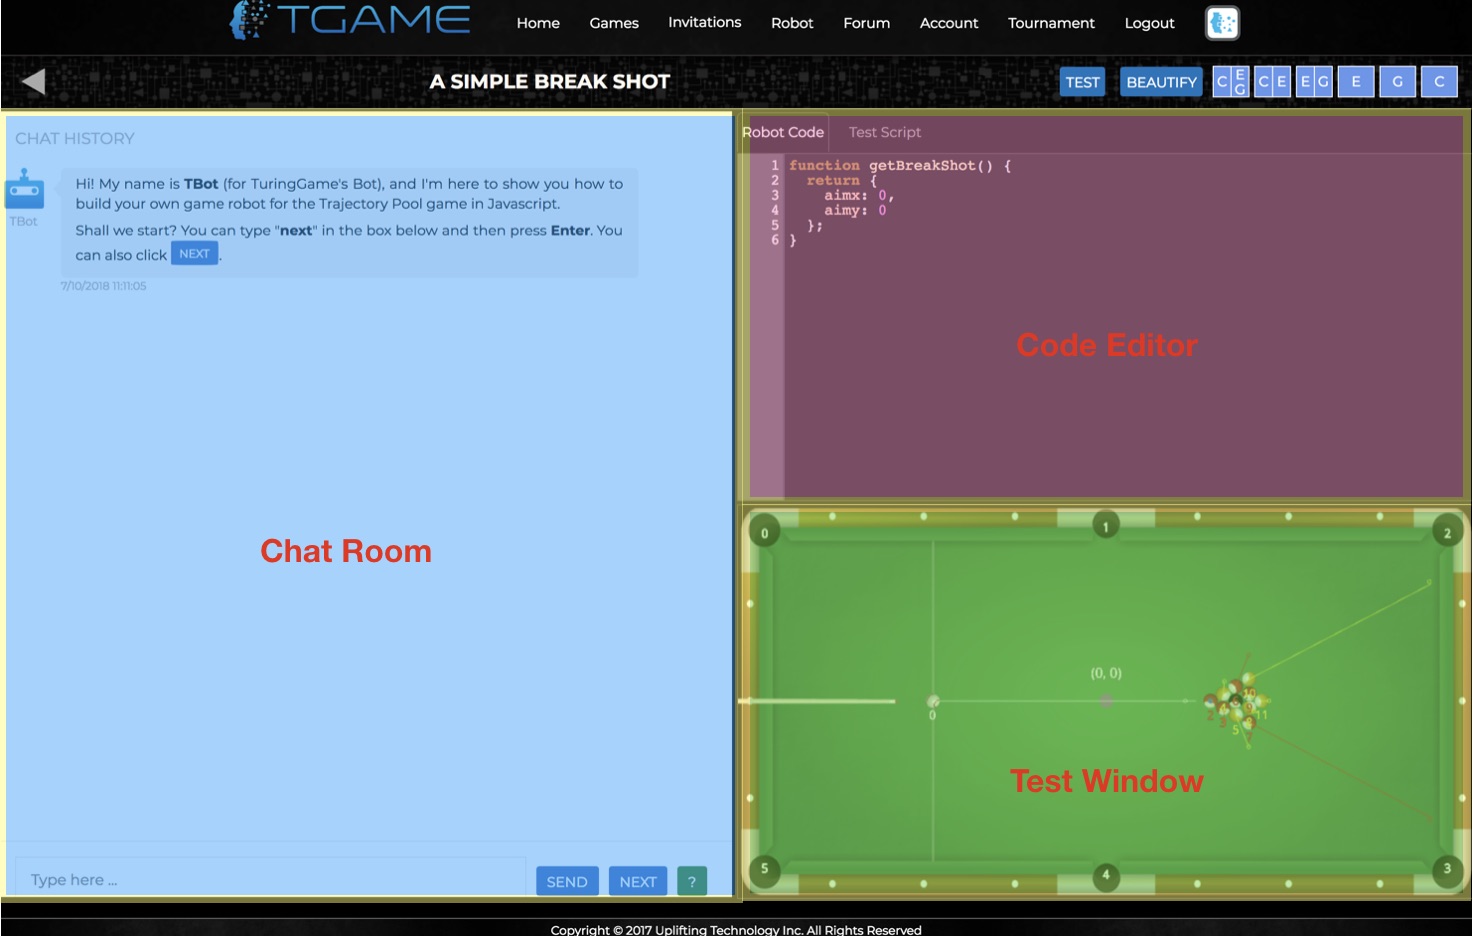 TGAME
Home Games Invitations Robot Forum Account Tournament Logout
A SIMPLE BREAK SHOT
TEST BEAUTIFY C E G C E E G E G C
CHAT HISTORY
Hi! My name is TBot (for TuringGame's Bot), and I'm here to show you how to
build your own game robot for the Trajectory Pool game in Javascript.
TBot
Shall we start? You can type "next" in the box below and then press Enter. You
can also click NEXT.
7/10/2018 11:11:05
Chat Room
Type here ...
SEND NEXT ?
Robot Code Test Script
1 function getBreakShot() {
2 return {
3 aimx: 0,
4 aimy: 0
5 };
6 }
Code Editor
0 1 2
(0, 0)
0
10
11
5
Test Window
5 4 3
Copyright © 2017 Uplifting Technology Inc. All Rights Reserved